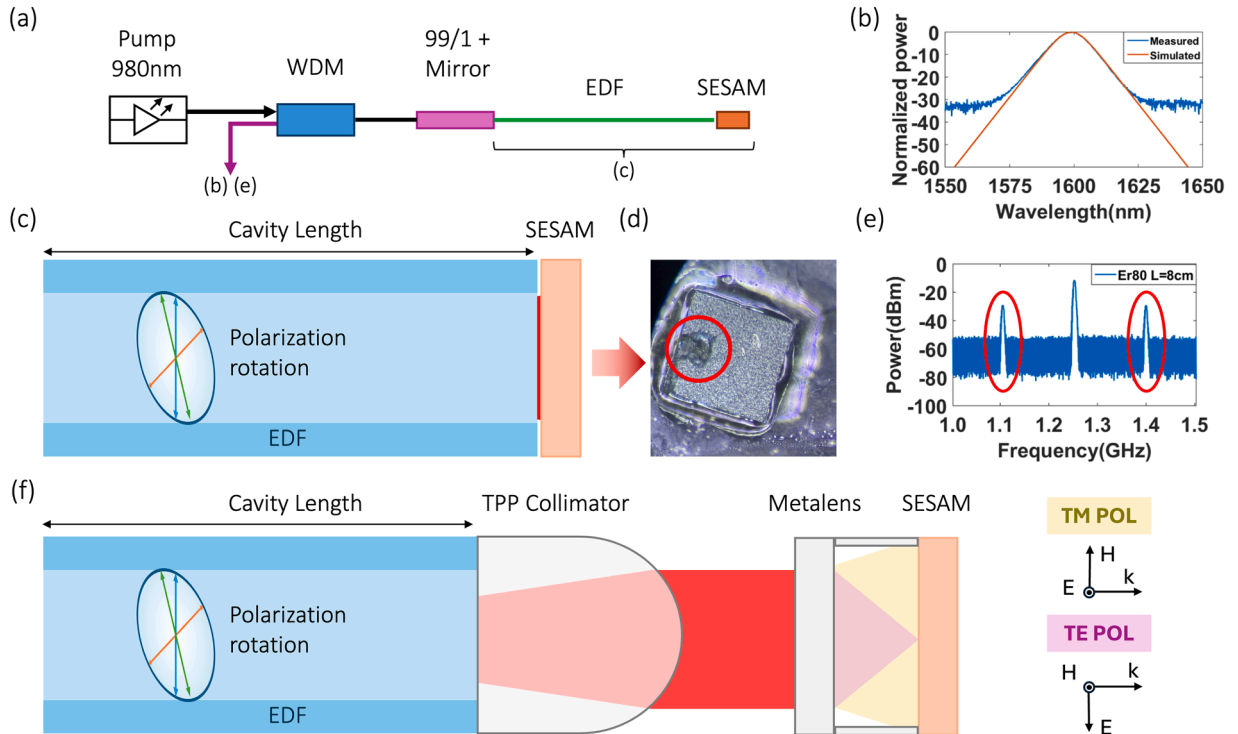 (a)
Pump
980nm
WDM
99/1 +
Mirror
EDF
SESAM
(b) (e)
(c)
(b)
Normalized power
0
-10
-20
-30
-40
-50
-60
1550
1575
1600
1625
1650
Wavelength(nm)
Measured
Simulated
(c)
Cavity Length
SESAM
Polarization
rotation
EDF
(d)
(e)
Power(dBm)
0
-20
-40
-60
-80
-100
1.0
1.1
1.2
1.3
1.4
1.5
Frequency(GHz)
Er80 L=8cm
(f)
Cavity Length
TPP Collimator
Metalens
SESAM
Polarization
rotation
EDF
TM POL
H
E
k
TE POL
H
k
E